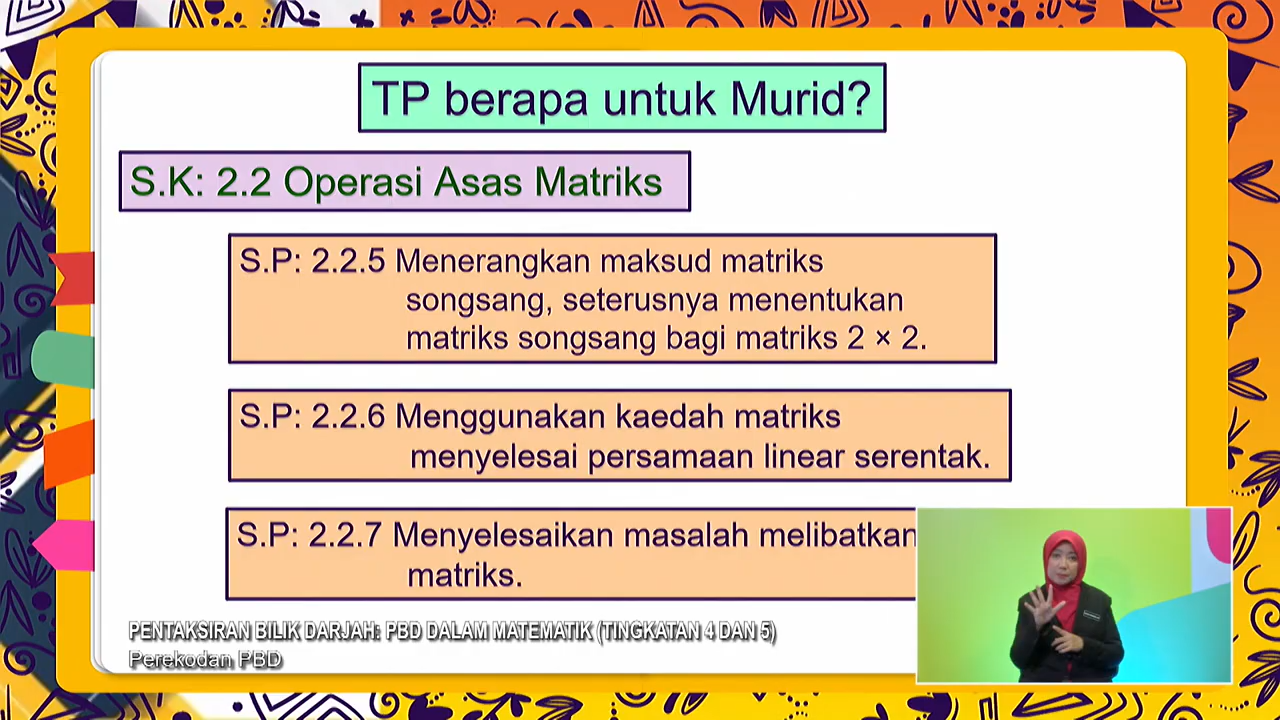 TP berapa untuk Murid?
S.K: 2.2 Operasi Asas Matriks
S.P: 2.2.5 Menerangkan maksud matriks
songsang, seterusnya menentukan
matriks songsang bagi matriks 2 × 2.
S.P: 2.2.6 Menggunakan kaedah matriks
menyelesai persamaan linear serentak.
S.P: 2.2.7 Menyelesaikan masalah melibatkan
matriks.
PENTAKSIRAN BILIK DARJAH: PBD DALAM MATEMATIK (TINGKATAN 4 DAN 5)
Perekodan PBD